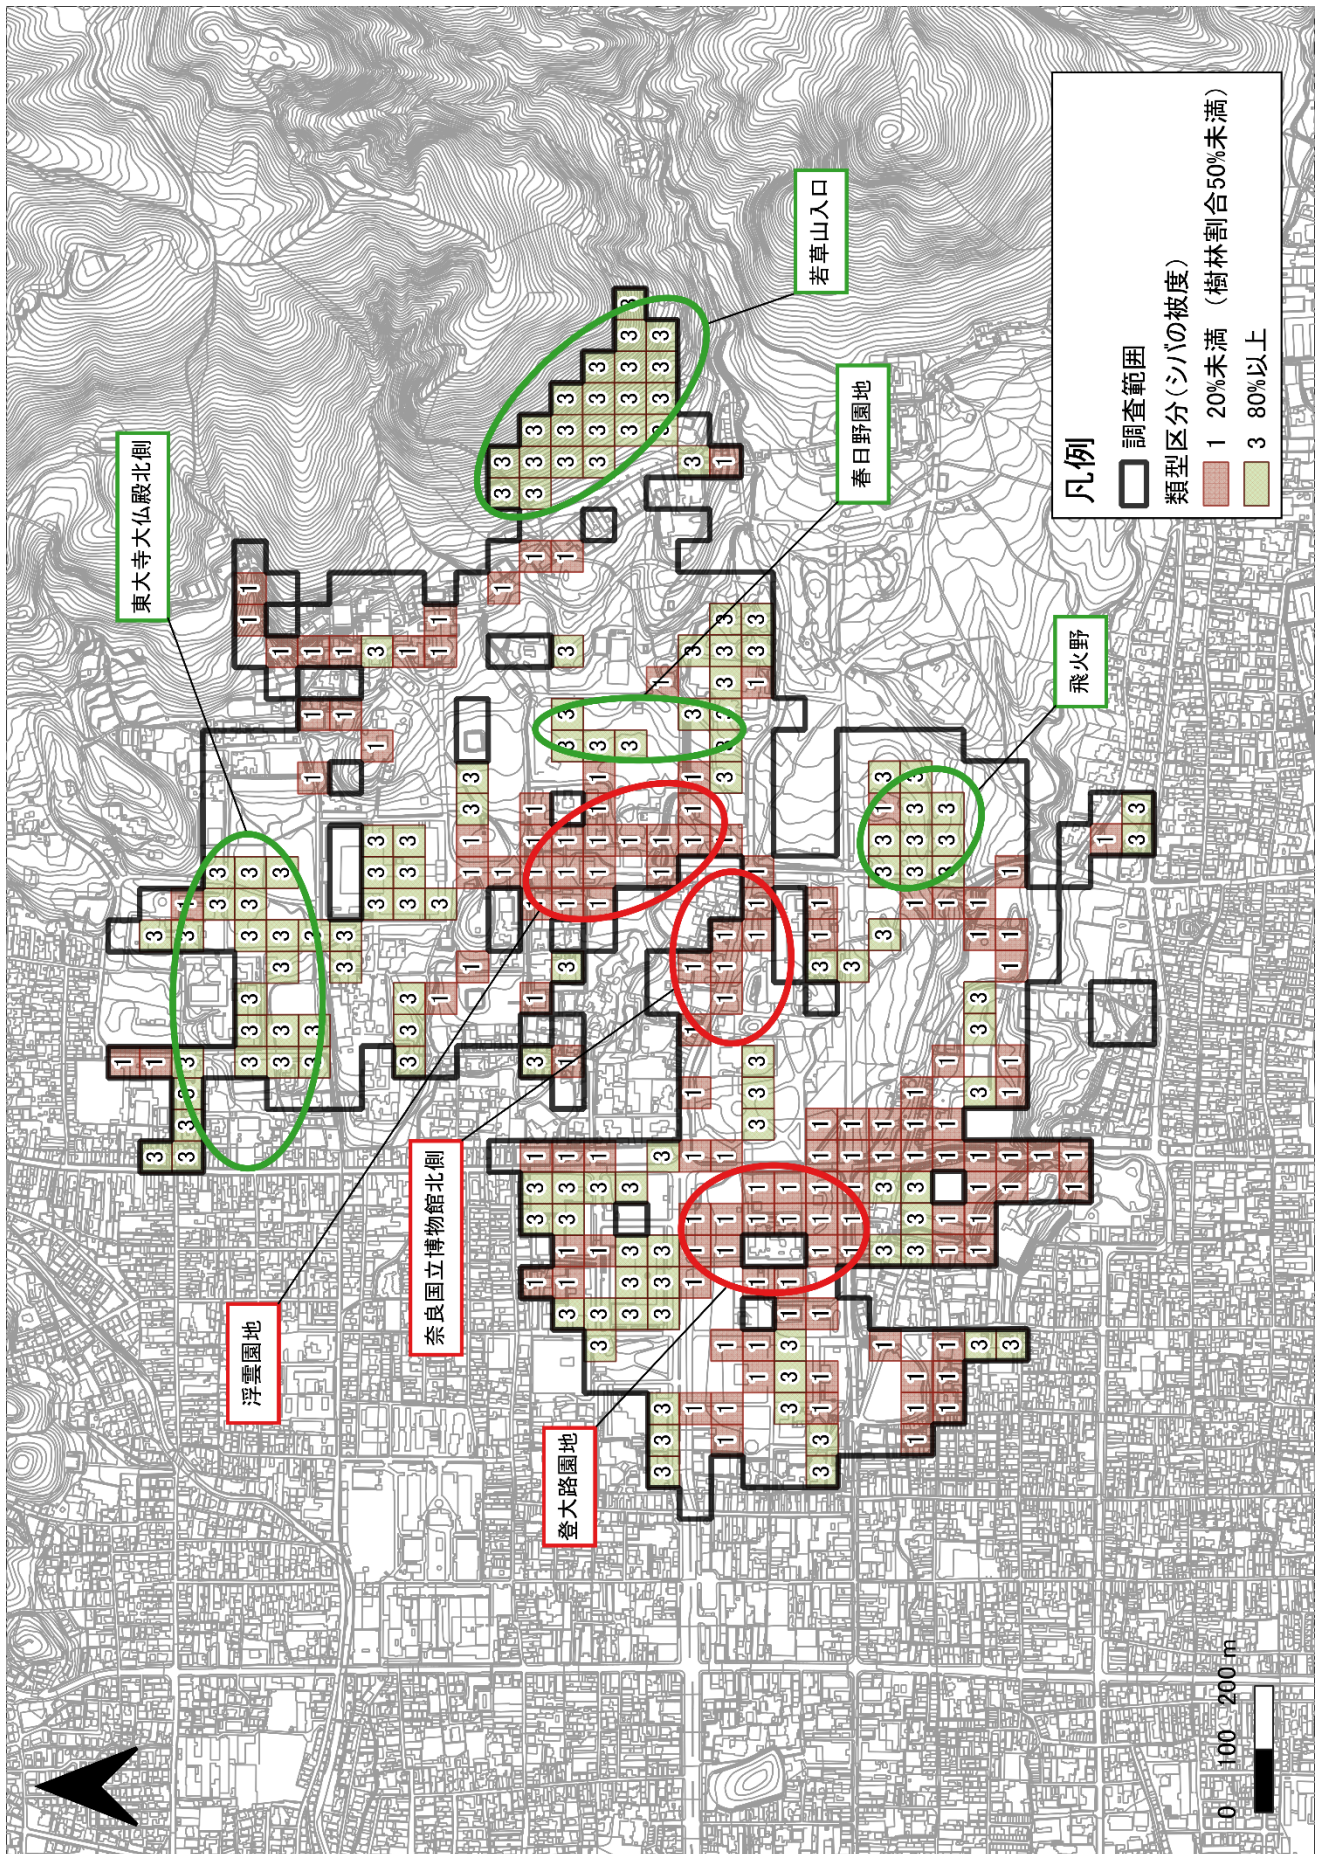 東大寺大仏殿北側
若草山入口
春日野園地
飛火野
浮雲園地
奈良国立博物館北側
登大路園地
凡例
調査範囲
類型区分(シバの被度)
1 20%未満 (樹林割合50%未満)
3 80%以上
0 100 200 m